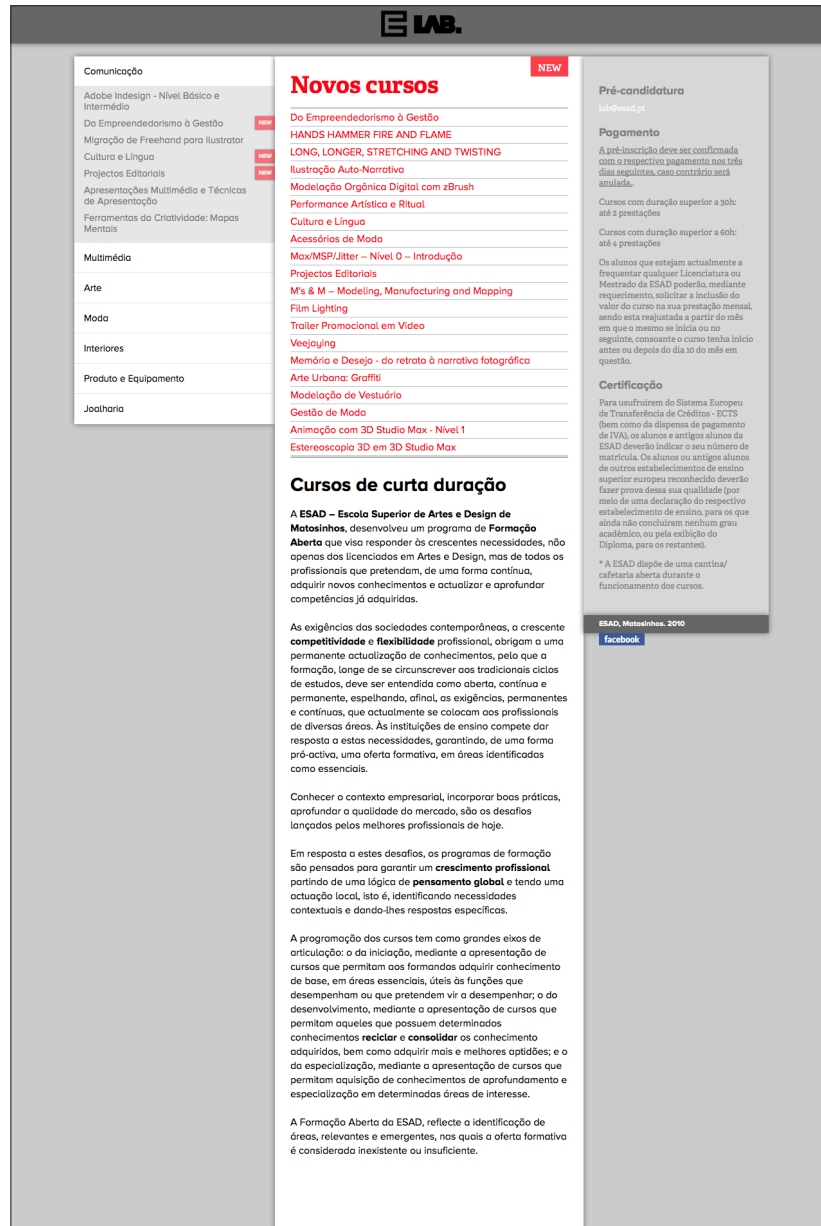 E LAB.
Comunicação
Adobe Indesign - Nível Básico e
Intermédio
Do Empreendedorismo à Gestão
NEW
Migração de Freehand para Ilustrator
Cultura e Língua
NEW
Projectos Editoriais
NEW
Apresentações Multimédia e Técnicas
de Apresentação
Ferramentas da Criatividade: Mapas
Mentais
Multimédia
Arte
Moda
Interiores
Produto e Equipamento
Joalharia
NEW
Novos cursos
Do Empreendedorismo à Gestão
HANDS HAMMER FIRE AND FLAME
LONG, LONGER, STRETCHING AND TWISTING
Ilustração Auto-Narrativa
Modelação Orgânica Digital com zBrush
Performance Artística e Ritual
Cultura e Língua
Acessórios de Moda
Max/MSP/Jitter – Nível 0 – Introdução
Projectos Editoriais
M's & M – Modeling, Manufacturing and Mapping
Film Lighting
Trailer Promocional em Video
Veejaying
Memória e Desejo - do retrato à narrativa fotográfica
Arte Urbana: Graffiti
Modelação de Vestuário
Gestão de Moda
Animação com 3D Studio Max - Nível 1
Estereoscopia 3D em 3D Studio Max
Cursos de curta duração
A ESAD – Escola Superior de Artes e Design de
Matosinhos, desenvolveu um programa de Formação
Aberta que visa responder às crescentes necessidades, não
apenas dos licenciados em Artes e Design, mas de todos os
profissionais que pretendam, de uma forma contínua,
adquirir novos conhecimentos e actualizar e aprofundar
competências já adquiridas.
As exigências das sociedades contemporâneas, a crescente
competitividade e flexibilidade profissional, obrigam a uma
permanente actualização de conhecimentos, pelo que a
formação, longe de se circunscrever aos tradicionais ciclos
de estudos, deve ser entendida como aberta, contínua e
permanente, espelhando, afinal, as exigências, permanentes
e contínuas, que actualmente se colocam aos profissionais
de diversas áreas. Às instituições de ensino compete dar
resposta a estas necessidades, garantindo, de uma forma
pró-activa, uma oferta formativa, em áreas identificadas
como essenciais.
Conhecer o contexto empresarial, incorporar boas práticas,
aprofundar a qualidade do mercado, são os desafios
lançados pelos melhores profissionais de hoje.
Em resposta a estes desafios, os programas de formação
são pensados para garantir um crescimento profissional
partindo de uma lógica de pensamento global e tendo uma
actuação local, isto é, identificando necessidades
contextuais e dando-lhes respostas específicas.
A programação dos cursos tem como grandes eixos de
articulação: o da iniciação, mediante a apresentação de
cursos que permitam aos formandos adquirir conhecimento
de base, em áreas essenciais, úteis às funções que
desempenham ou que pretendem vir a desempenhar; o do
desenvolvimento, mediante a apresentação de cursos que
permitam aqueles que possuem determinados
conhecimentos reciclar e consolidar os conhecimento
adquiridos, bem como adquirir mais e melhores aptidões; e o
da especialização, mediante a apresentação de cursos que
permitam aquisição de conhecimentos de aprofundamento e
especialização em determinadas áreas de interesse.
A Formação Aberta da ESAD, reflecte a identificação de
áreas, relevantes e emergentes, nas quais a oferta formativa
é considerada inexistente ou insuficiente.
Pré-candidatura
lab@esad.pt
Pagamento
A pré-inscrição deve ser confirmada
com o respectivo pagamento nos três
dias seguintes, caso contrário será
anulada..
Cursos com duração superior a 30h:
até 2 prestações
Cursos com duração superior a 60h:
até 4 prestações
Os alunos que estejam actualmente a
frequentar qualquer Licenciatura ou
Mestrado da ESAD poderão, mediante
requerimento, solicitar a inclusão do
valor do curso na sua prestação mensal,
sendo esta reajustada a partir do mês
em que o mesmo se inicia ou no
seguinte, consoante o curso tenha início
antes ou depois do dia 10 do mês em
questão.
Certificação
Para usufruirem do Sistema Europeu
de Transferência de Créditos - ECTS
(bem como da dispensa de pagamento
de IVA), os alunos e antigos alunos da
ESAD deverão indicar o seu número de
matrícula. Os alunos ou antigos alunos
de outros estabelecimentos de ensino
superior europeu reconhecido deverão
fazer prova dessa sua qualidade (por
meio de uma declaração do respectivo
estabelecimento de ensino, para os que
ainda não concluiram nenhum grau
académico, ou pela exibição do
Diploma, para os restantes).
* A ESAD dispõe de uma cantina/
cafetaria aberta durante o
funcionamento dos cursos.
ESAD, Matosinhos. 2010
facebook